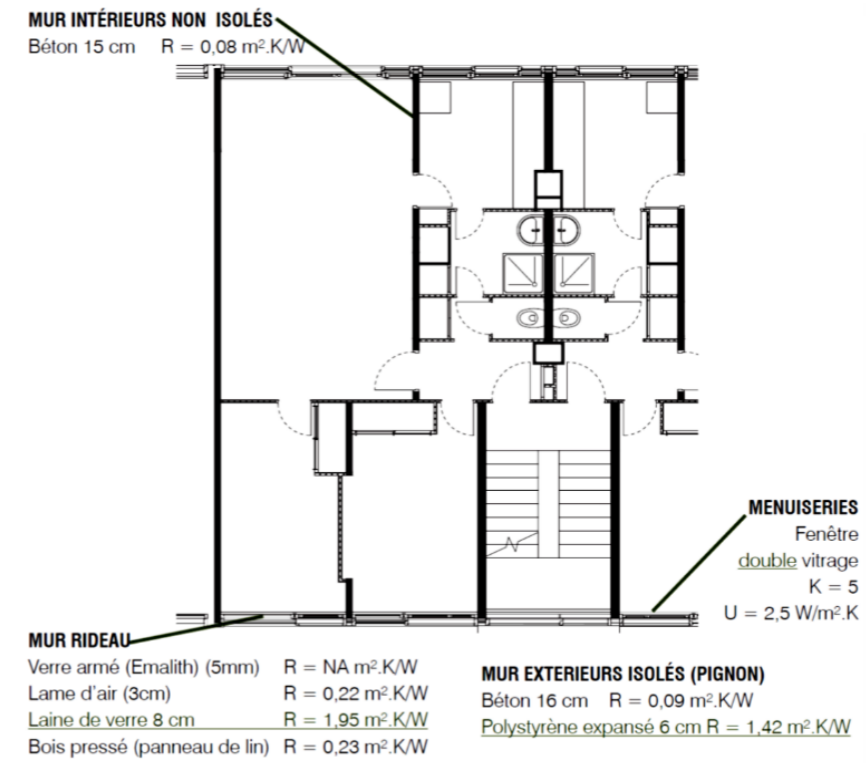 MUR INTÉRIEURS NON ISOLÉS
Béton 15 cm R = 0,08 m².K/W
MENUISERIES
Fenêtre
double vitrage
K = 5
U = 2,5 W/m².K
MUR RIDEAU
Verre armé (Emalith) (5mm) R = NA m².K/W
Lame d'air (3cm) R = 0,22 m².K/W
Laine de verre 8 cm R = 1,95 m².K/W
Bois pressé (panneau de lin) R = 0,23 m².K/W
MUR EXTERIEURS ISOLÉS (PIGNON)
Béton 16 cm R = 0,09 m².K/W
Polystyrène expansé 6 cm R = 1,42 m².K/W